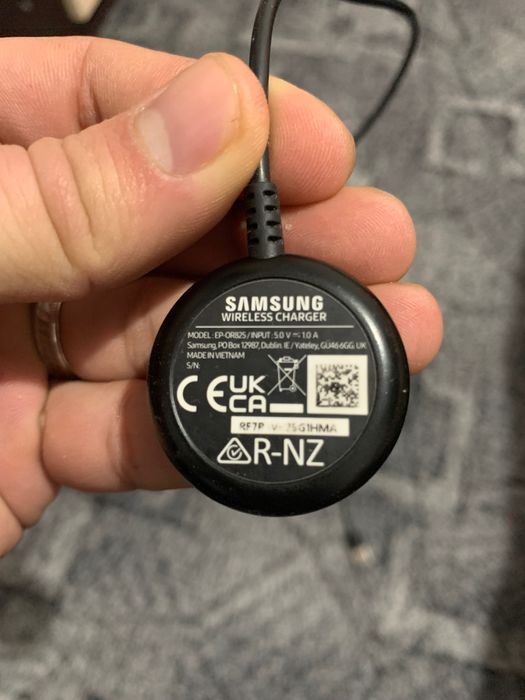 SAMSUNG
WIRELESS CHARGER
MODEL: EP-OR825 / INPUT: 5.0 V ⎓ 1.0 A
Samsung, PO Box 12987, Dublin. IE / Yateley, GU46 6GG. UK
MADE IN VIETNAM
S/N:
CE UK
CA
R-NZ